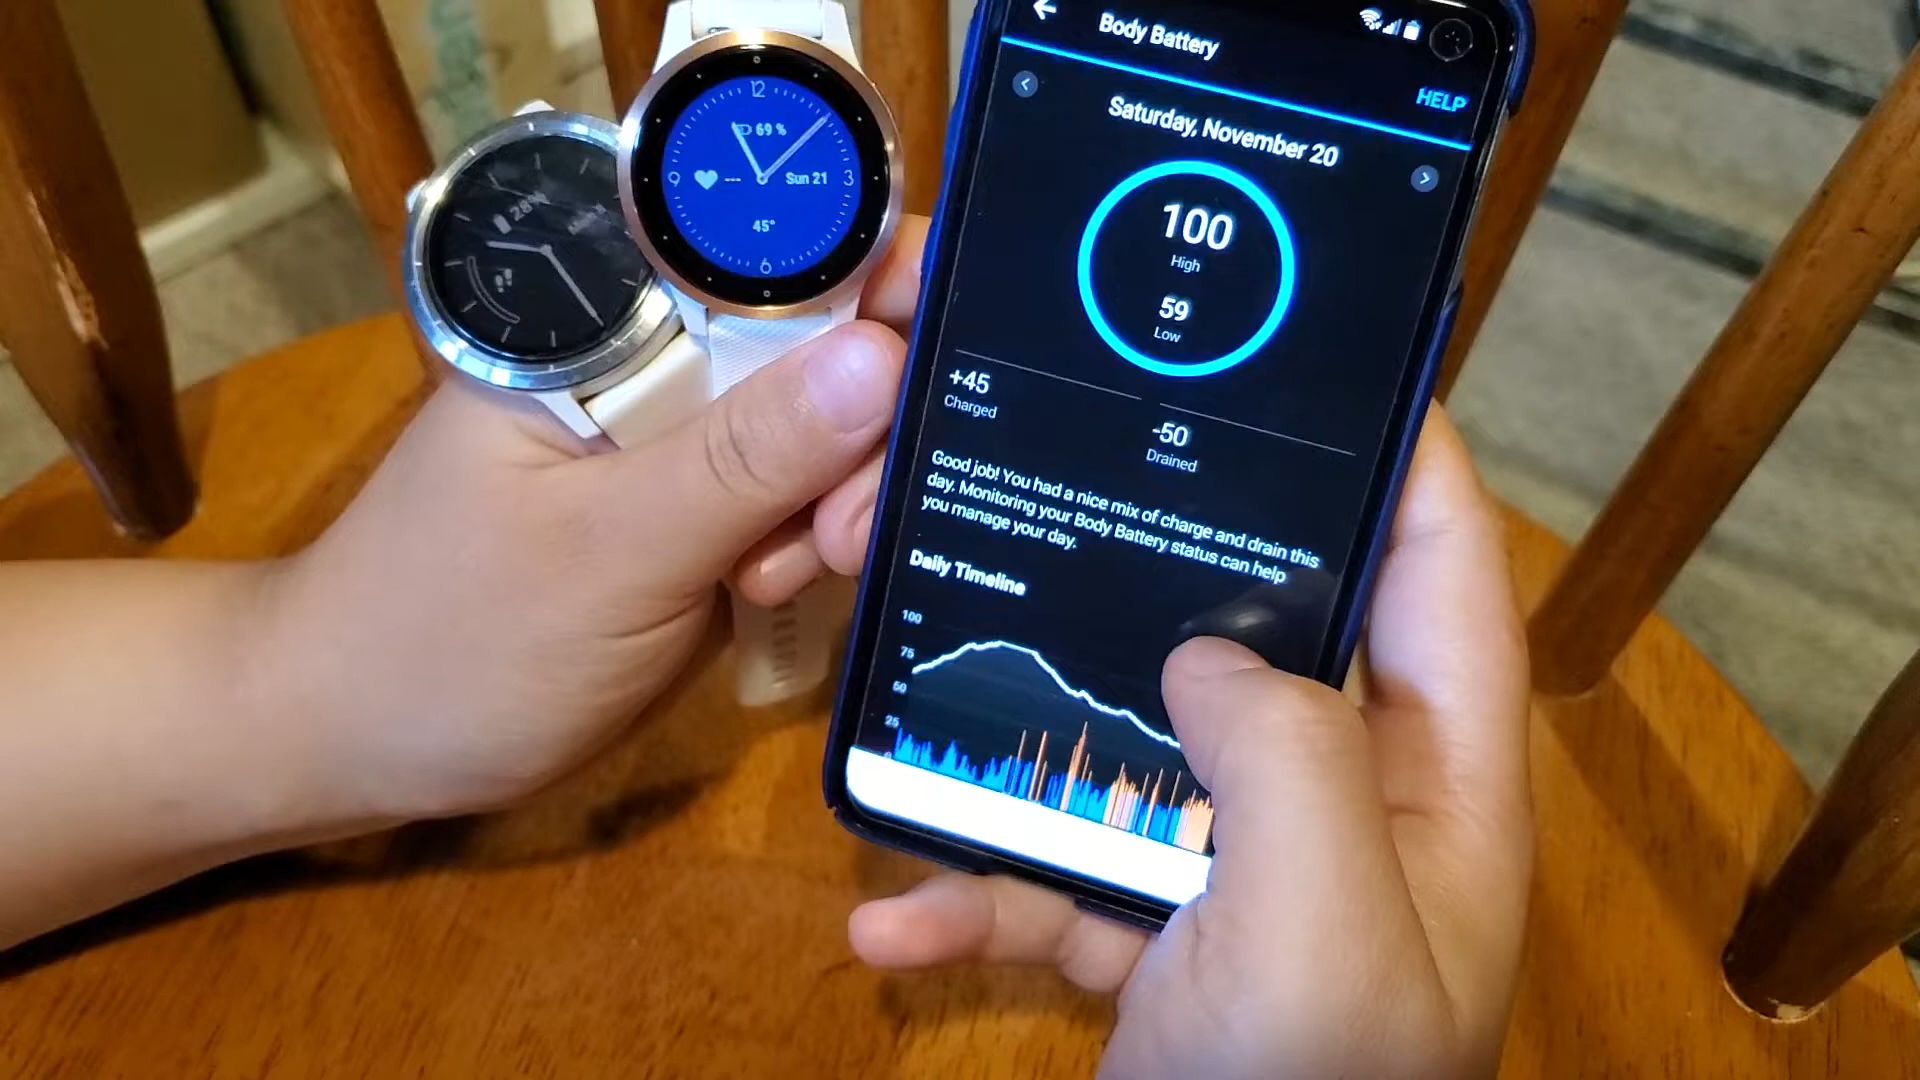 12
69 %
9
---
Sun 21
3
45°
6
28%
Body Battery
HELP
Saturday, November 20
100
High
59
Low
+45
Charged
-50
Drained
Good job! You had a nice mix of charge and drain this
day. Monitoring your Body Battery status can help
you manage your day.
Daily Timeline
100
75
50
25